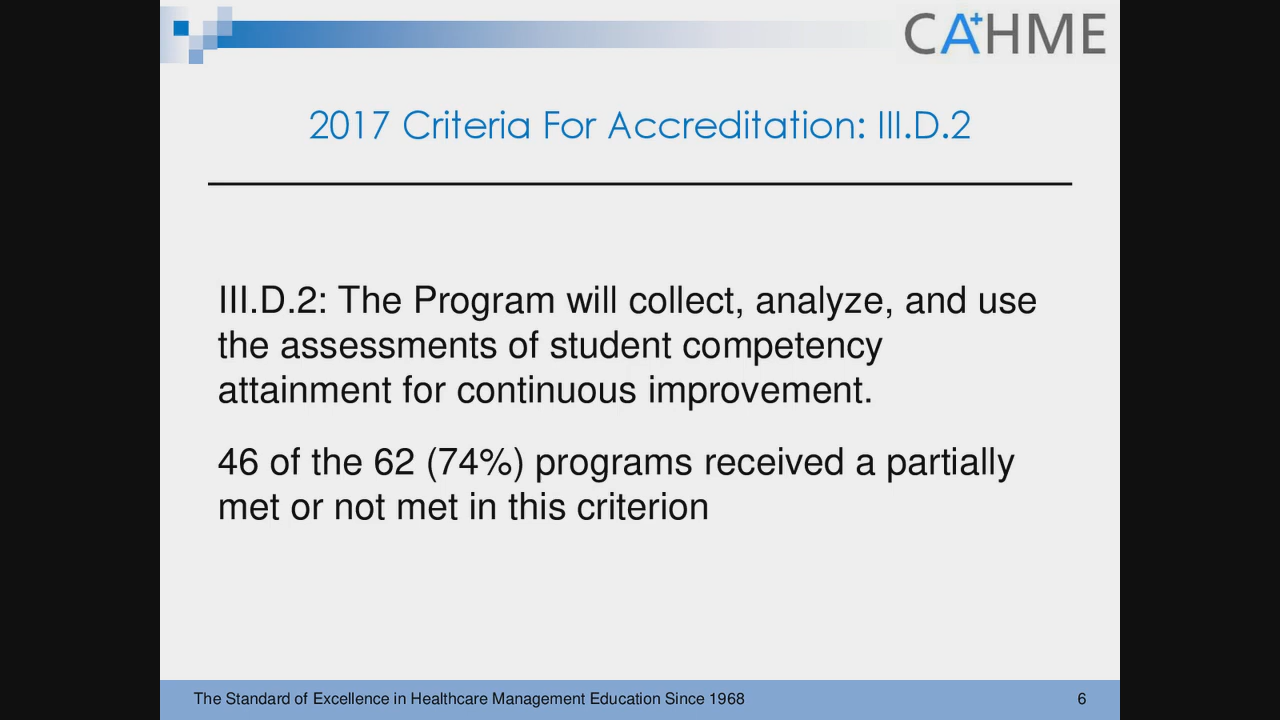 CAHME
2017 Criteria For Accreditation: III.D.2
III.D.2: The Program will collect, analyze, and use
the assessments of student competency
attainment for continuous improvement.
46 of the 62 (74%) programs received a partially
met or not met in this criterion
The Standard of Excellence in Healthcare Management Education Since 1968
6